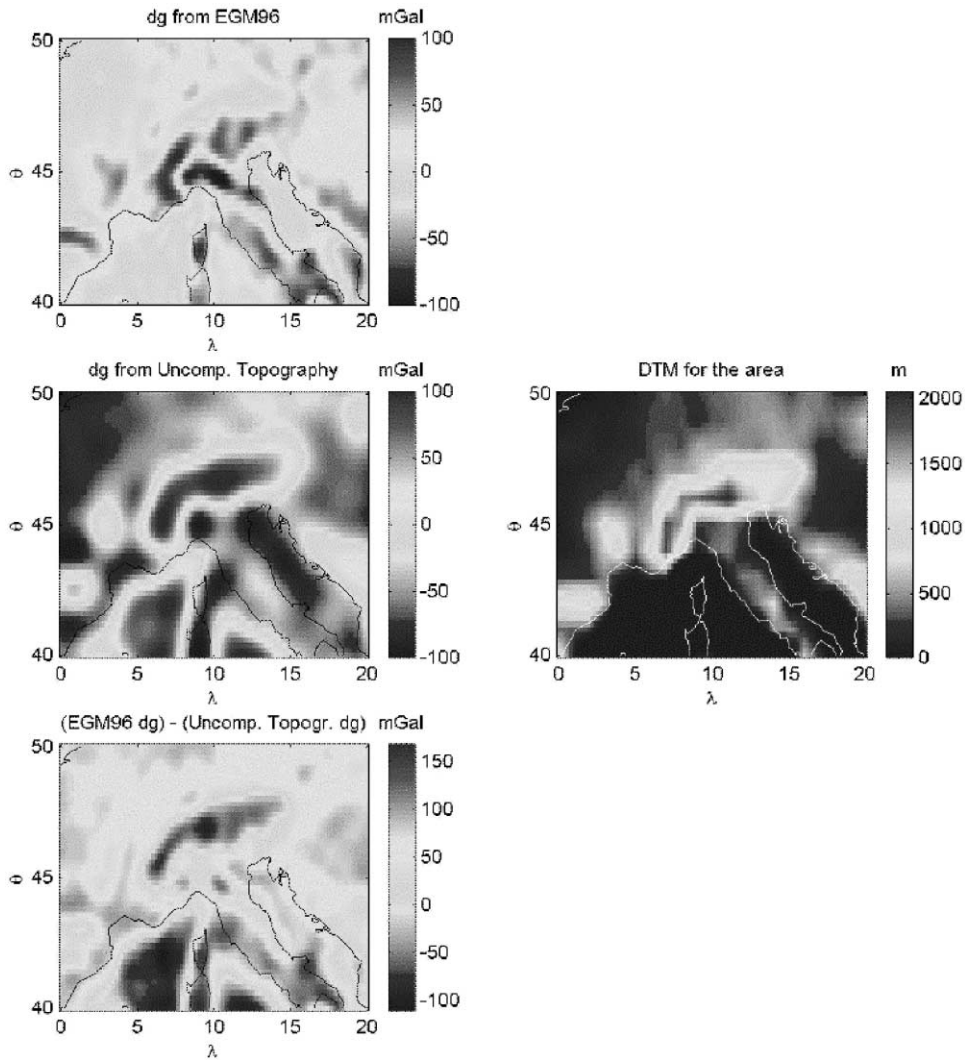 dg from EGM96 mGal
50
45
40
θ
0 5 10 15 20
λ
100
50
0
-50
-100
dg from Uncomp. Topography mGal
50
45
40
θ
0 5 10 15 20
λ
100
50
0
-50
-100
DTM for the area m
50
45
40
θ
0 5 10 15 20
λ
2000
1500
1000
500
0
(EGM96 dg) - (Uncomp. Topogr. dg) mGal
50
45
40
θ
0 5 10 15 20
λ
150
100
50
0
-50
-100